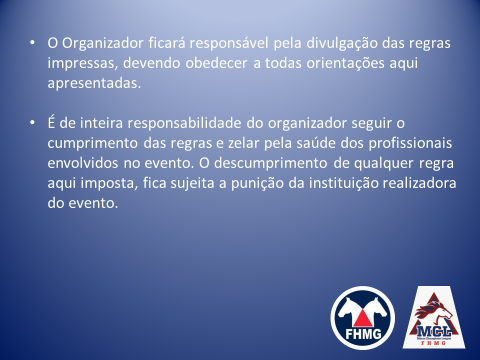 • O Organizador ficará responsável pela divulgação das regras
impressas, devendo obedecer a todas orientações aqui
apresentadas.
• É de inteira responsabilidade do organizador seguir o
cumprimento das regras e zelar pela saúde dos profissionais
envolvidos no evento. O descumprimento de qualquer regra
aqui imposta, fica sujeita a punição da instituição realizadora
do evento.
FHMG
MCL
FHMG